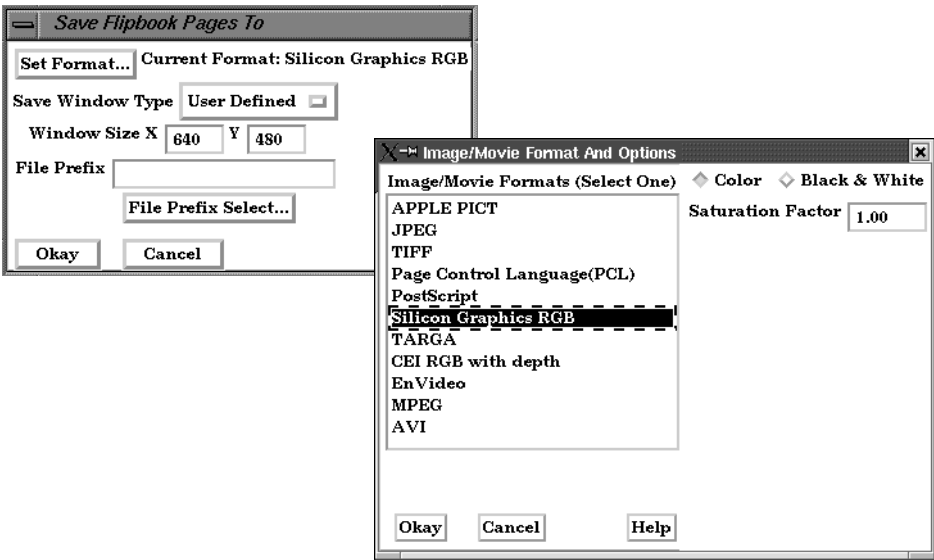 Save Flipbook Pages To
Set Format... Current Format: Silicon Graphics RGB
Save Window Type User Defined
Window Size X 640 Y 480
File Prefix
File Prefix Select...
Okay Cancel
Image/Movie Format And Options
Image/Movie Formats (Select One) Color Black & White
Saturation Factor 1.00
APPLE PICT
JPEG
TIFF
Page Control Language(PCL)
PostScript
Silicon Graphics RGB
TARGA
CEI RGB with depth
EnVideo
MPEG
AVI
Okay Cancel Help